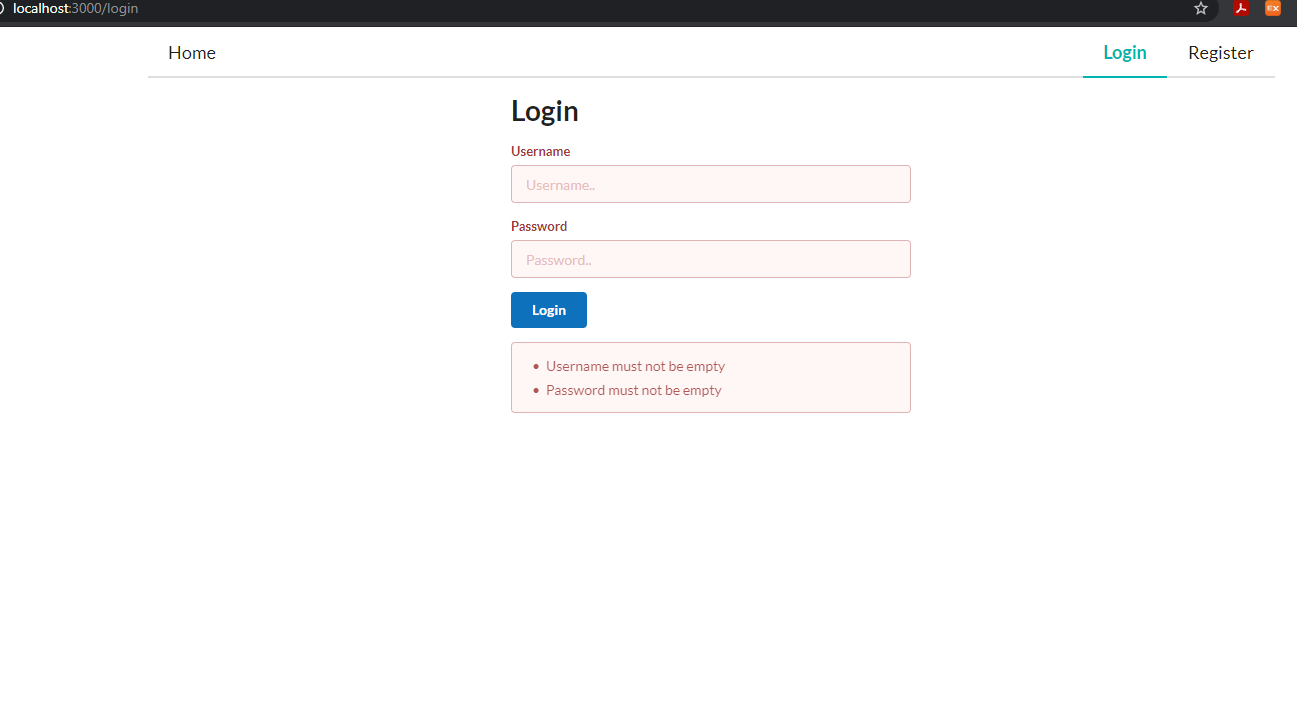 localhost:3000/login
Home Login Register
Login
Username
Username..
Password
Password..
Login
Username must not be empty
Password must not be empty